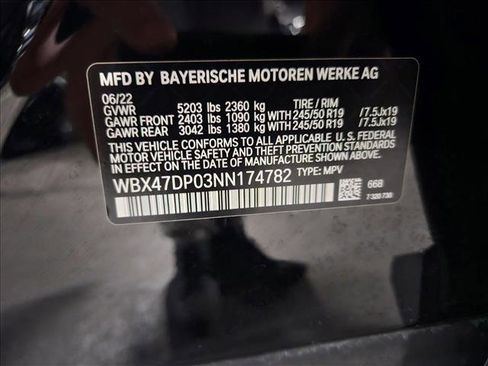 MFD BY BAYERISCHE MOTOREN WERKE AG
06/22
GVWR 5203 lbs 2360 kg TIRE / RIM
GAWR FRONT 2403 lbs 1090 kg WITH 245/50 R19 /7.5Jx19
GAWR REAR 3042 lbs 1380 kg WITH 245/50 R19 /7.5Jx19
THIS VEHICLE CONFORMS TO ALL APPLICABLE U.S. FEDERAL
MOTOR VEHICLE SAFETY AND THEFT PREVENTION STANDARDS
IN EFFECT ON THE DATE OF MANUFACTURE SHOWN ABOVE.
WBX47DP03NN174782 TYPE: MPV
668
7 320 730